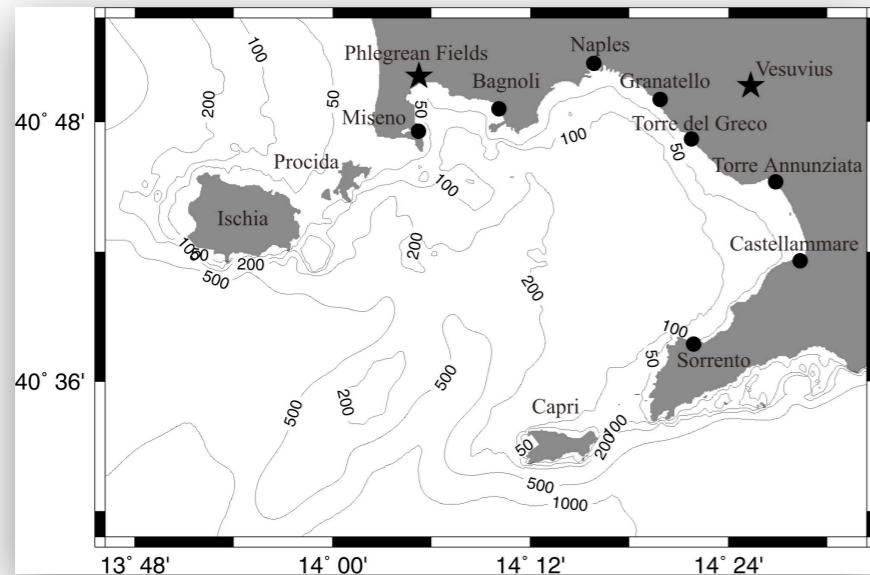 Naples
Phlegrean Fields
Vesuvius
Bagnoli
Granatello
100
50
50
200
40° 48'
Miseno
Torre del Greco
100
50
Procida
Torre Annunziata
100
Ischia
200
Castellammare
100
50
200
500
200
100
50
Sorrento
500
200
500
40° 36'
Capri
100
50
200
500
1000
13° 48'
14° 00'
14° 12'
14° 24'